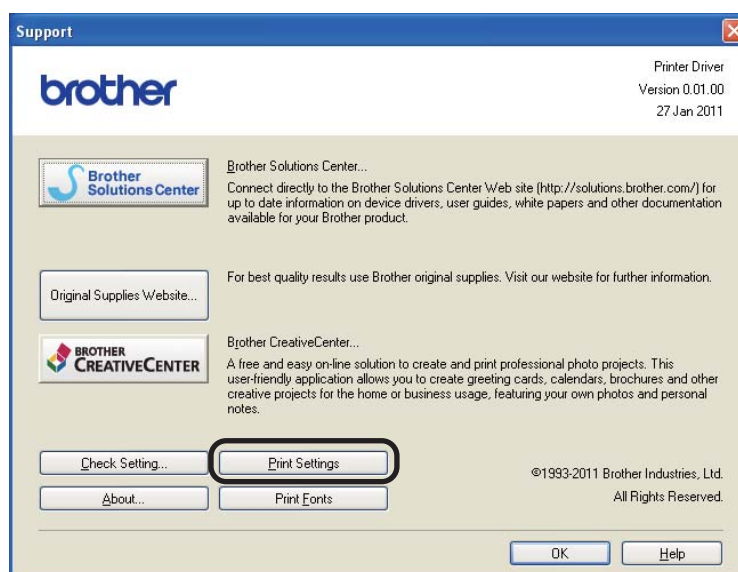 Support
brother
Printer Driver
Version 0.01.00
27 Jan 2011
Brother
Solutions Center
Brother Solutions Center...
Connect directly to the Brother Solutions Center Web site (http://solutions.brother.com/) for
up to date information on device drivers, user guides, white papers and other documentation
available for your Brother product.
Original Supplies Website...
For best quality results use Brother original supplies. Visit our website for further information.
BROTHER
CREATIVECENTER
Brother CreativeCenter...
A free and easy on-line solution to create and print professional photo projects. This
user-friendly application allows you to create greeting cards, calendars, brochures and other
creative projects for the home or business usage, featuring your own photos and personal
notes.
Check Setting...
Print Settings
©1993-2011 Brother Industries, Ltd.
About...
Print Fonts
All Rights Reserved.
OK
Help